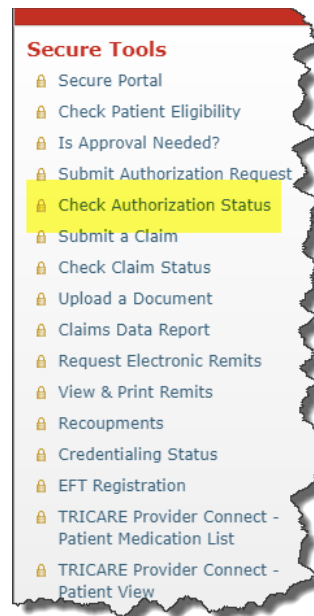 Secure Tools
Secure Portal
Check Patient Eligibility
Is Approval Needed?
Submit Authorization Request
Check Authorization Status
Submit a Claim
Check Claim Status
Upload a Document
Claims Data Report
Request Electronic Remits
View & Print Remits
Recoupments
Credentialing Status
EFT Registration
TRICARE Provider Connect -
Patient Medication List
TRICARE Provider Connect -
Patient View